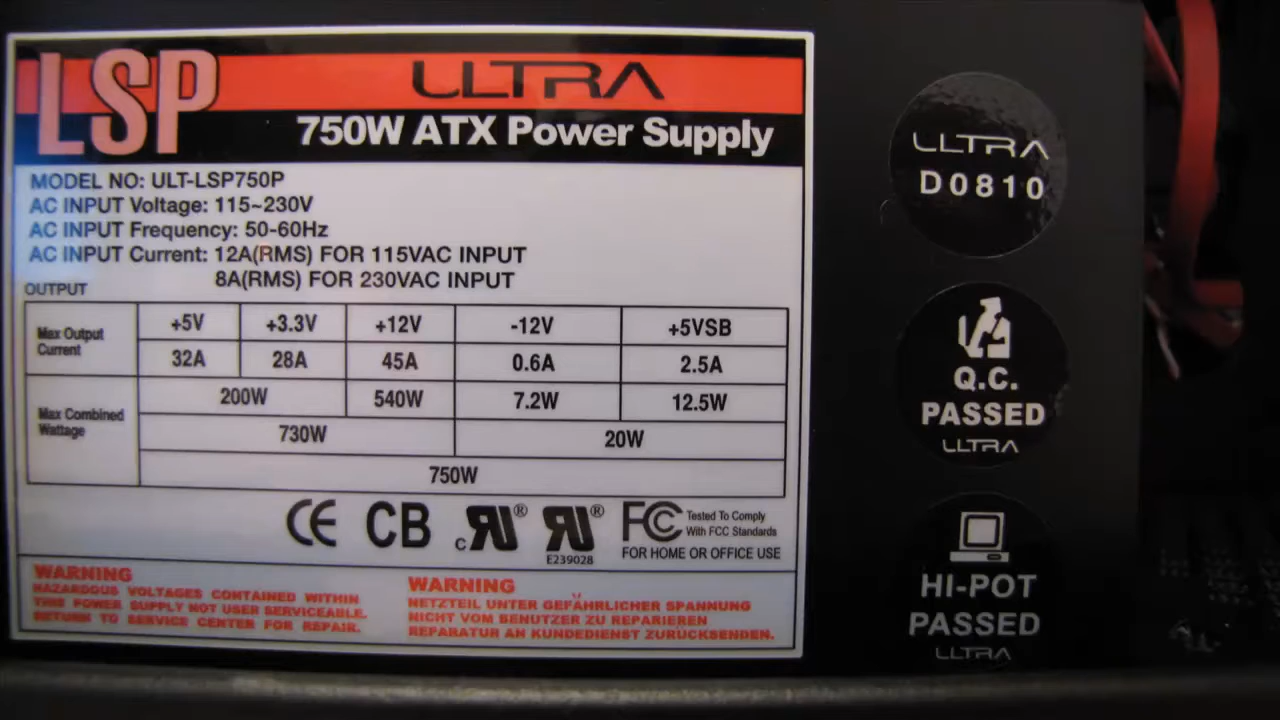 LSP ULTRA
750W ATX Power Supply
MODEL NO: ULT-LSP750P
AC INPUT Voltage: 115~230V
AC INPUT Frequency: 50-60Hz
AC INPUT Current: 12A(RMS) FOR 115VAC INPUT
8A(RMS) FOR 230VAC INPUT
OUTPUT
Max Output Current +5V +3.3V +12V -12V +5VSB
32A 28A 45A 0.6A 2.5A
Max Combined Wattage 200W 540W 7.2W 12.5W
730W 20W
750W
CE CB c RU® RU® FC Tested To Comply
With FCC Standards
E239028 FOR HOME OR OFFICE USE
WARNING
HAZARDOUS VOLTAGES CONTAINED WITHIN
THIS POWER SUPPLY NOT USER SERVICEABLE.
RETURN TO SERVICE CENTER FOR REPAIR.
WARNING
NETZTEIL UNTER GEFÄHRLICHER SPANNUNG
NICHT VOM BENUTZER ZU REPARIEREN
REPARATUR AN KUNDEDIENST ZURÜCKSENDEN.
ULTRA
D0810
Q.C.
PASSED
ULTRA
HI-POT
PASSED
ULTRA